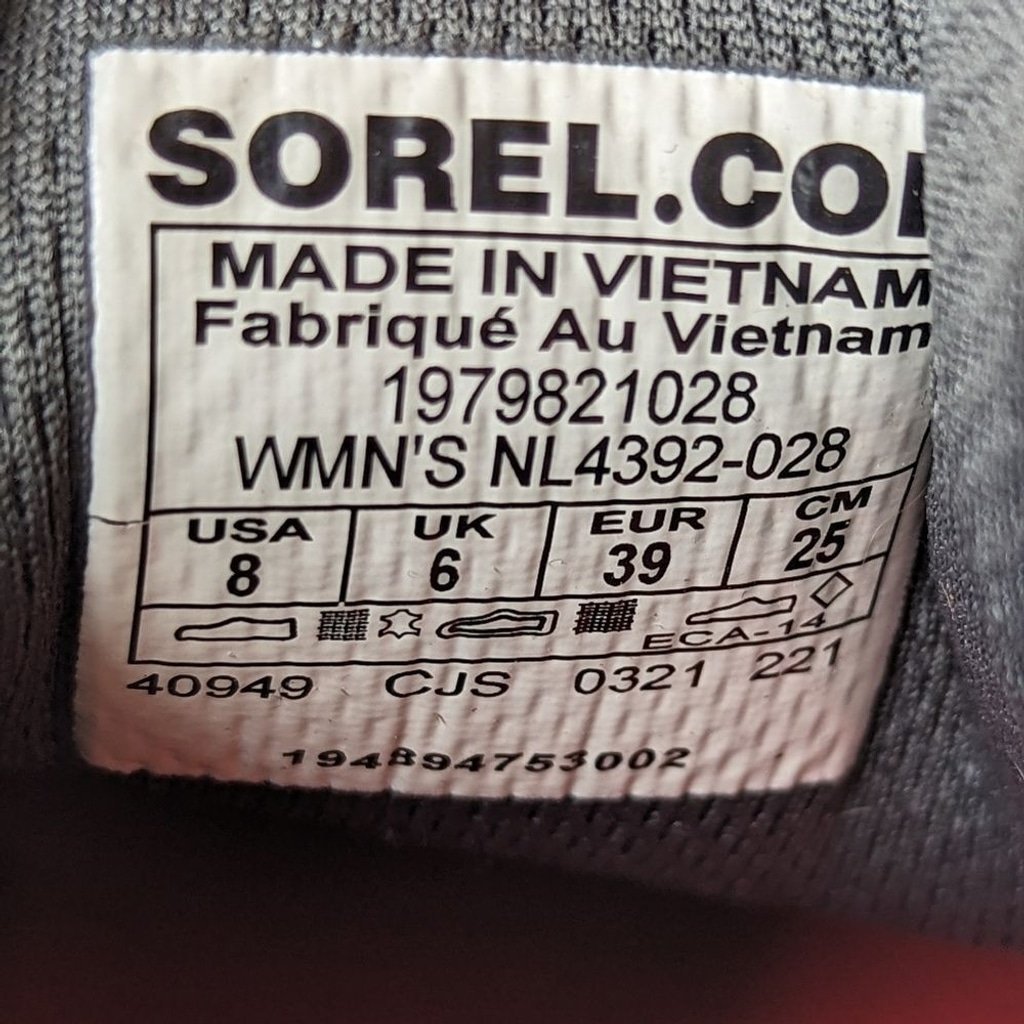 SOREL.CO
MADE IN VIETNAM
Fabriqué Au Vietnam
1979821028
WMN'S NL4392-028
USA UK EUR CM
8 6 39 25
ECA-14
40949 CJS 0321 221
194894753002